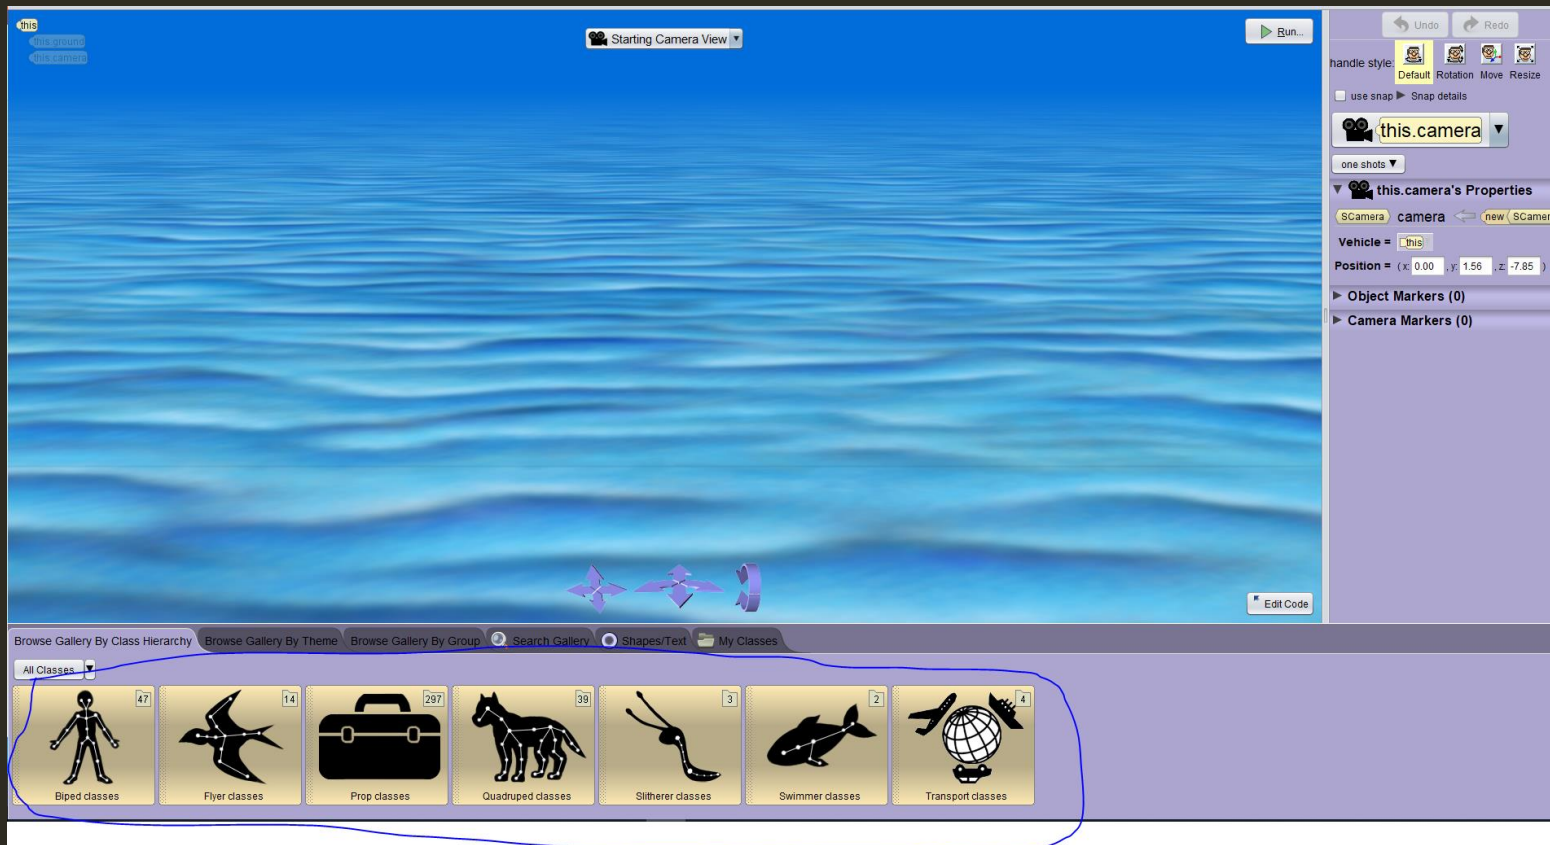 this
this.ground
this.camera
Starting Camera View
Run...
Undo
Redo
handle style:
Default
Rotation
Move
Resize
use snap
Snap details
this.camera
one shots
this.camera's Properties
SCamera camera new SCamer
Vehicle = this
Position = (x: 0.00 , y: 1.56 , z: -7.85 )
Object Markers (0)
Camera Markers (0)
Edit Code
Browse Gallery By Class Hierarchy
Browse Gallery By Theme
Browse Gallery By Group
Search Gallery
Shapes/Text
My Classes
All Classes
47
Biped classes
14
Flyer classes
297
Prop classes
39
Quadruped classes
3
Slitherer classes
2
Swimmer classes
4
Transport classes